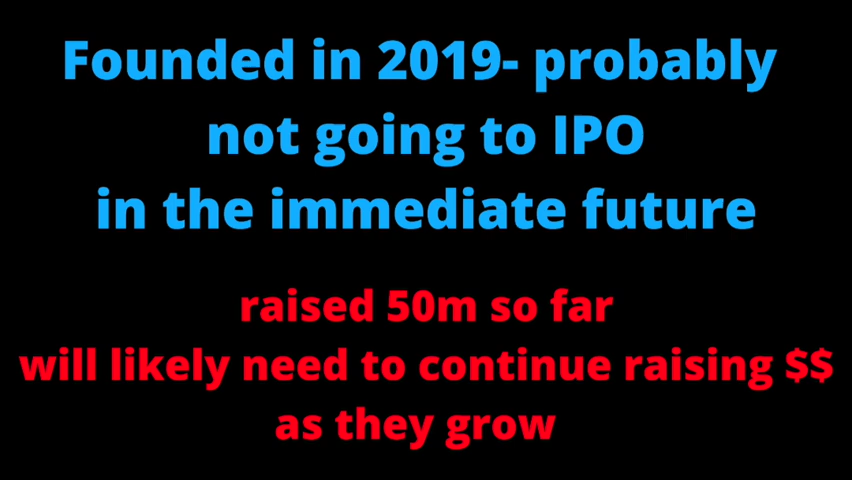 Founded in 2019- probably
not going to IPO
in the immediate future
raised 50m so far
will likely need to continue raising $$
as they grow